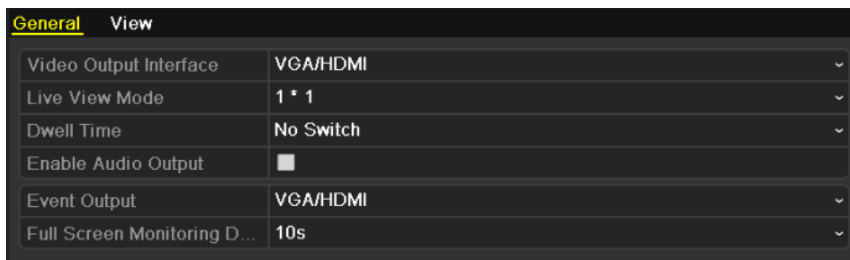 General View
Video Output Interface VGA/HDMI
Live View Mode 1 * 1
Dwell Time No Switch
Enable Audio Output
Event Output VGA/HDMI
Full Screen Monitoring D... 10s